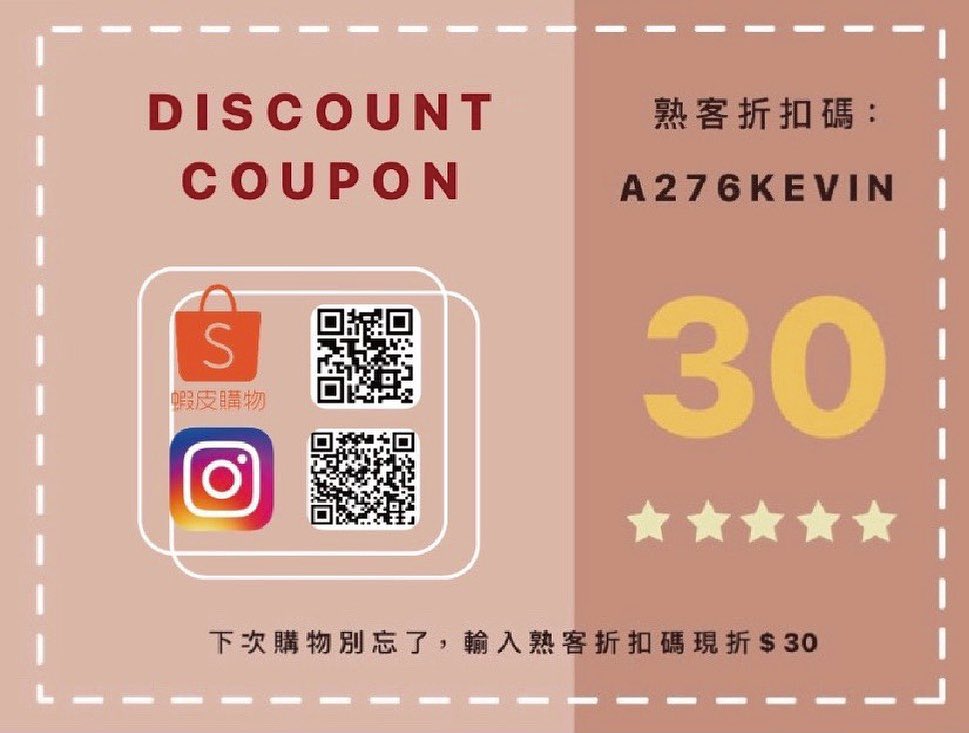 DISCOUNT
COUPON
S
蝦皮購物
熟客折扣碼：
A276KEVIN
30
下次購物別忘了，輸入熟客折扣碼現折$30